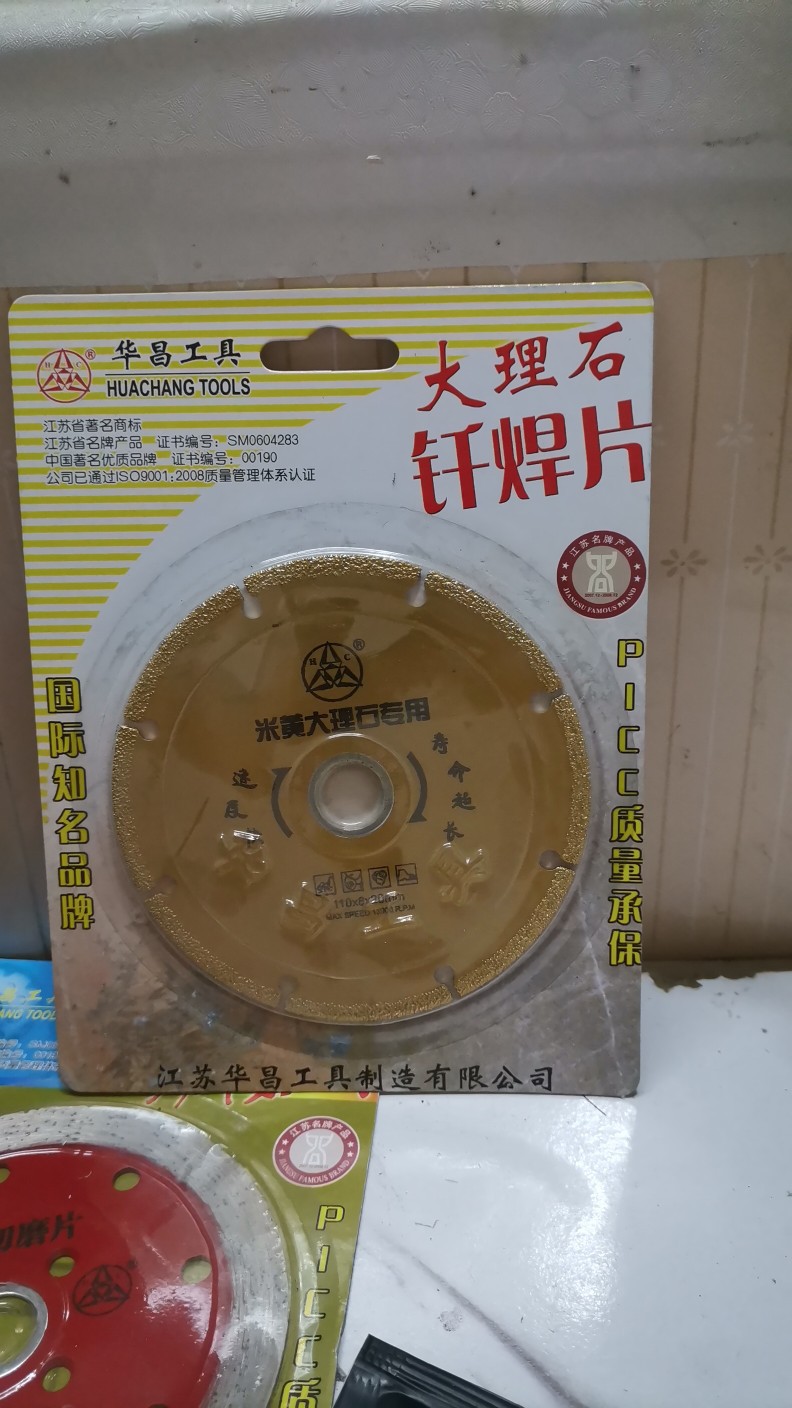 H C
®
华昌工具
HUACHANG TOOLS
大理石
钎焊片
江苏省著名商标
江苏省名牌产品 证书编号：SM0604283
中国著名优质品牌 证书编号：00190
公司已通过ISO9001:2008质量管理体系认证
江苏名牌产品
JIANGSU FAMOUS BRAND
国际知名品牌
PICC质量承保
H C
®
米黄大理石专用
速度快
寿命超长
江苏华昌工具制造有限公司
江苏名牌产品
JIANGSU FAMOUS BRAND
磨片
PICC质